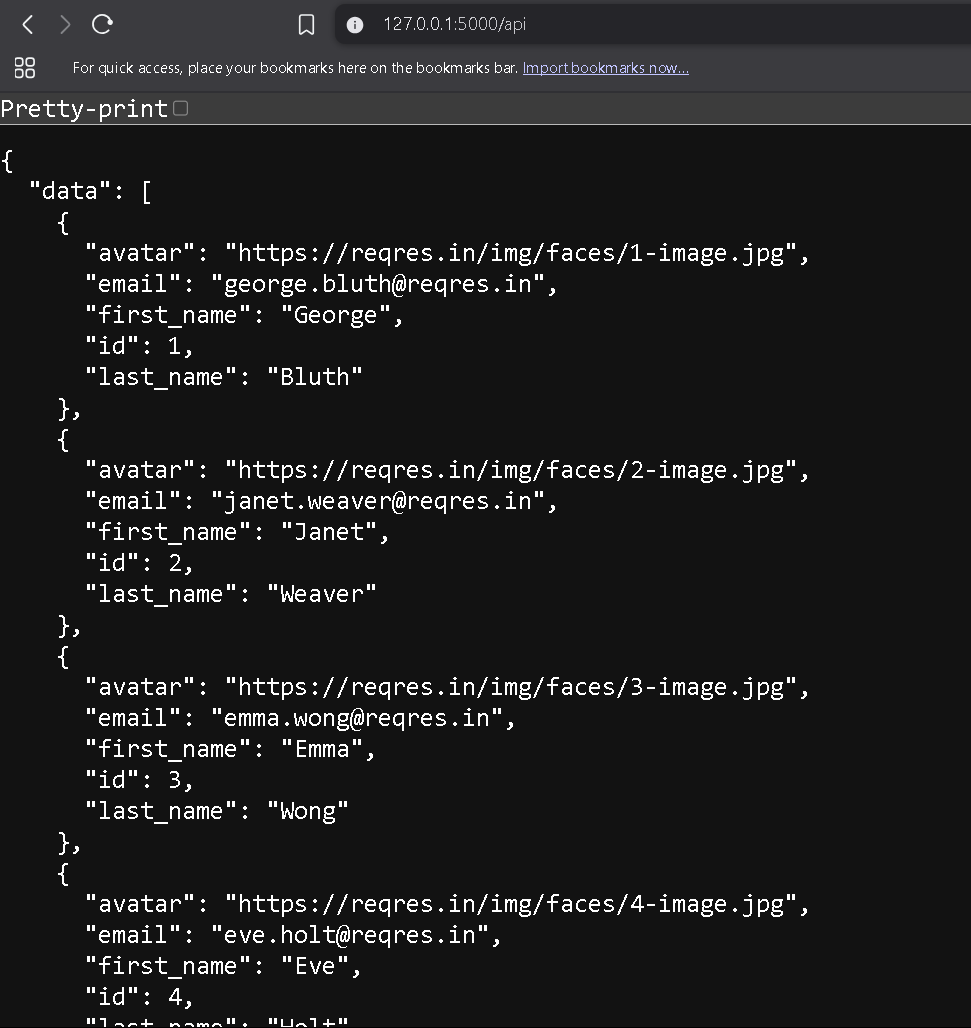 127.0.0.1:5000/api
For quick access, place your bookmarks here on the bookmarks bar. Import bookmarks now...
Pretty-print
{
  "data": [
    {
      "avatar": "https://reqres.in/img/faces/1-image.jpg",
      "email": "george.bluth@reqres.in",
      "first_name": "George",
      "id": 1,
      "last_name": "Bluth"
    },
    {
      "avatar": "https://reqres.in/img/faces/2-image.jpg",
      "email": "janet.weaver@reqres.in",
      "first_name": "Janet",
      "id": 2,
      "last_name": "Weaver"
    },
    {
      "avatar": "https://reqres.in/img/faces/3-image.jpg",
      "email": "emma.wong@reqres.in",
      "first_name": "Emma",
      "id": 3,
      "last_name": "Wong"
    },
    {
      "avatar": "https://reqres.in/img/faces/4-image.jpg",
      "email": "eve.holt@reqres.in",
      "first_name": "Eve",
      "id": 4,
      "last_name": "Holt"